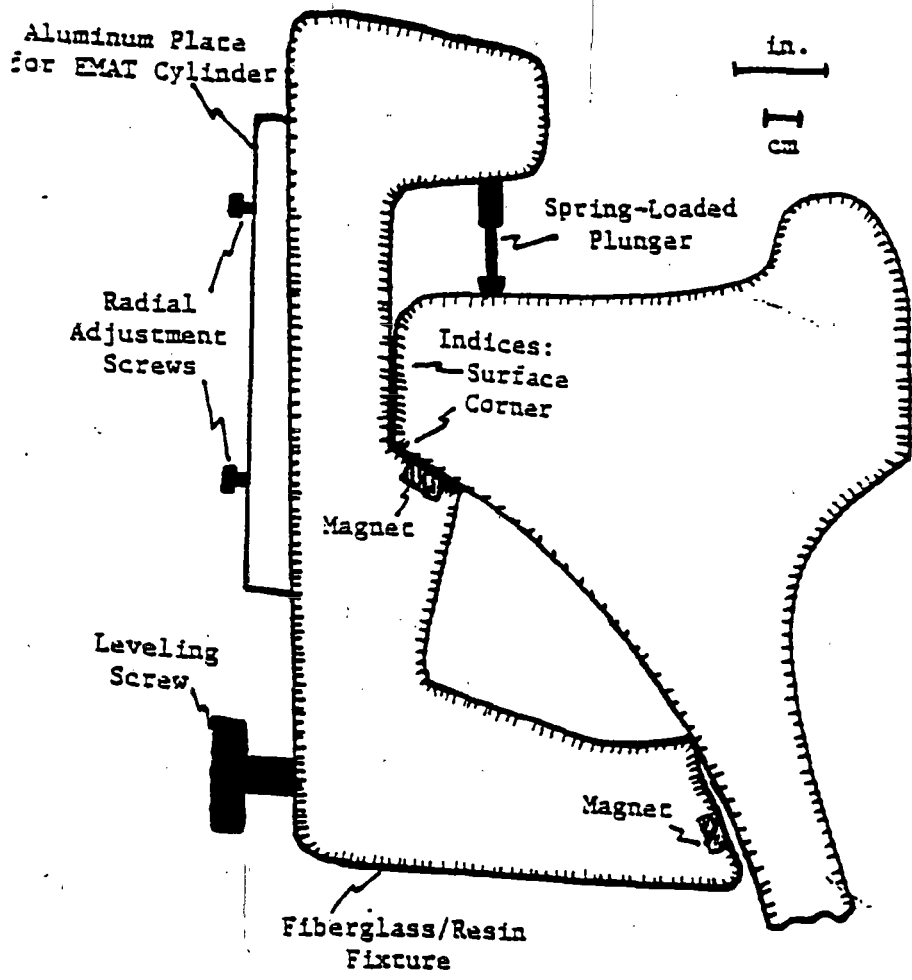 Aluminum Place
for EMAT Cylinder
in.
cm
Spring-Loaded
Plunger
Radial
Adjustment
Screws
Indices:
Surface
Corner
Magnet
Leveling
Screw
Magnet
Fiberglass/Resin
Fixture